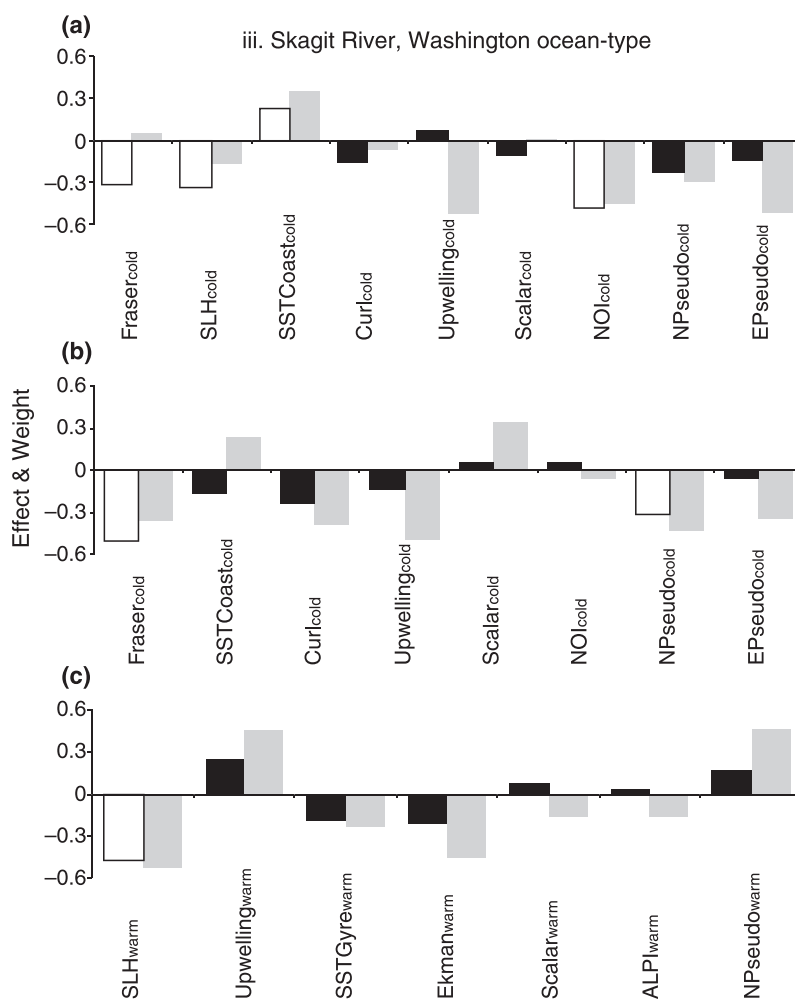 (a)
iii. Skagit River, Washington ocean-type
0.6
0.3
0
–0.3
–0.6
Frasercold
SLHcold
SSTCoastcold
Curlcold
Upwellingcold
Scalarcold
NOIcold
NPseudocold
EPseudocold
(b)
Effect & Weight
0.6
0.3
0
–0.3
–0.6
Frasercold
SSTCoastcold
Curlcold
Upwellingcold
Scalarcold
NOIcold
NPseudocold
EPseudocold
(c)
0.6
0.3
0
–0.3
–0.6
SLHwarm
Upwellingwarm
SSTGyrewarm
Ekmanwarm
Scalarwarm
ALPIwarm
NPseudowarm